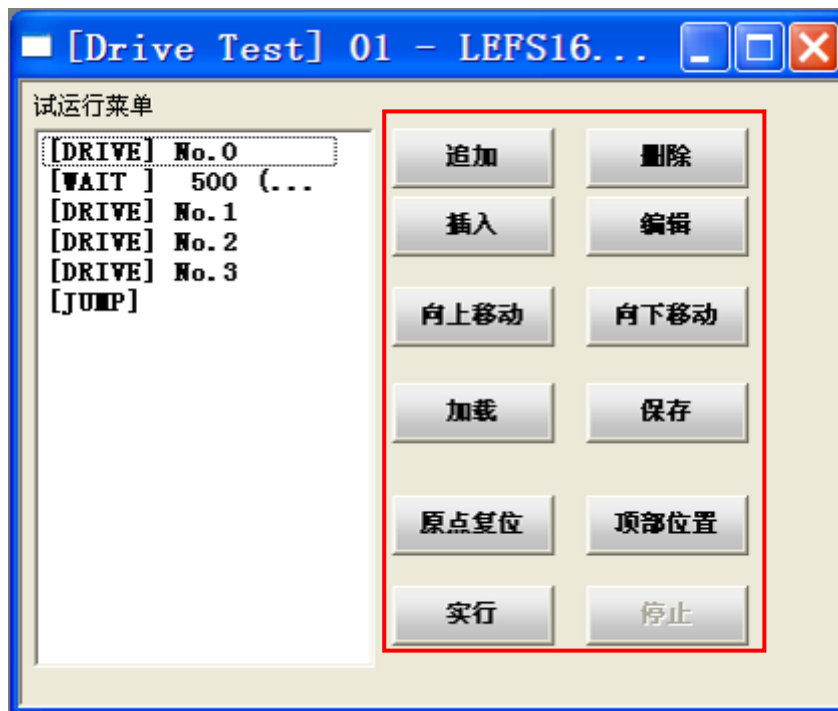 [Drive Test] 01 - LEFS16...
试运行菜单
[DRIVE] No.0
[WAIT ] 500 (...
[DRIVE] No.1
[DRIVE] No.2
[DRIVE] No.3
[JUMP]
追加 删除
插入 编辑
向上移动 向下移动
加载 保存
原点复位 顶部位置
实行 停止